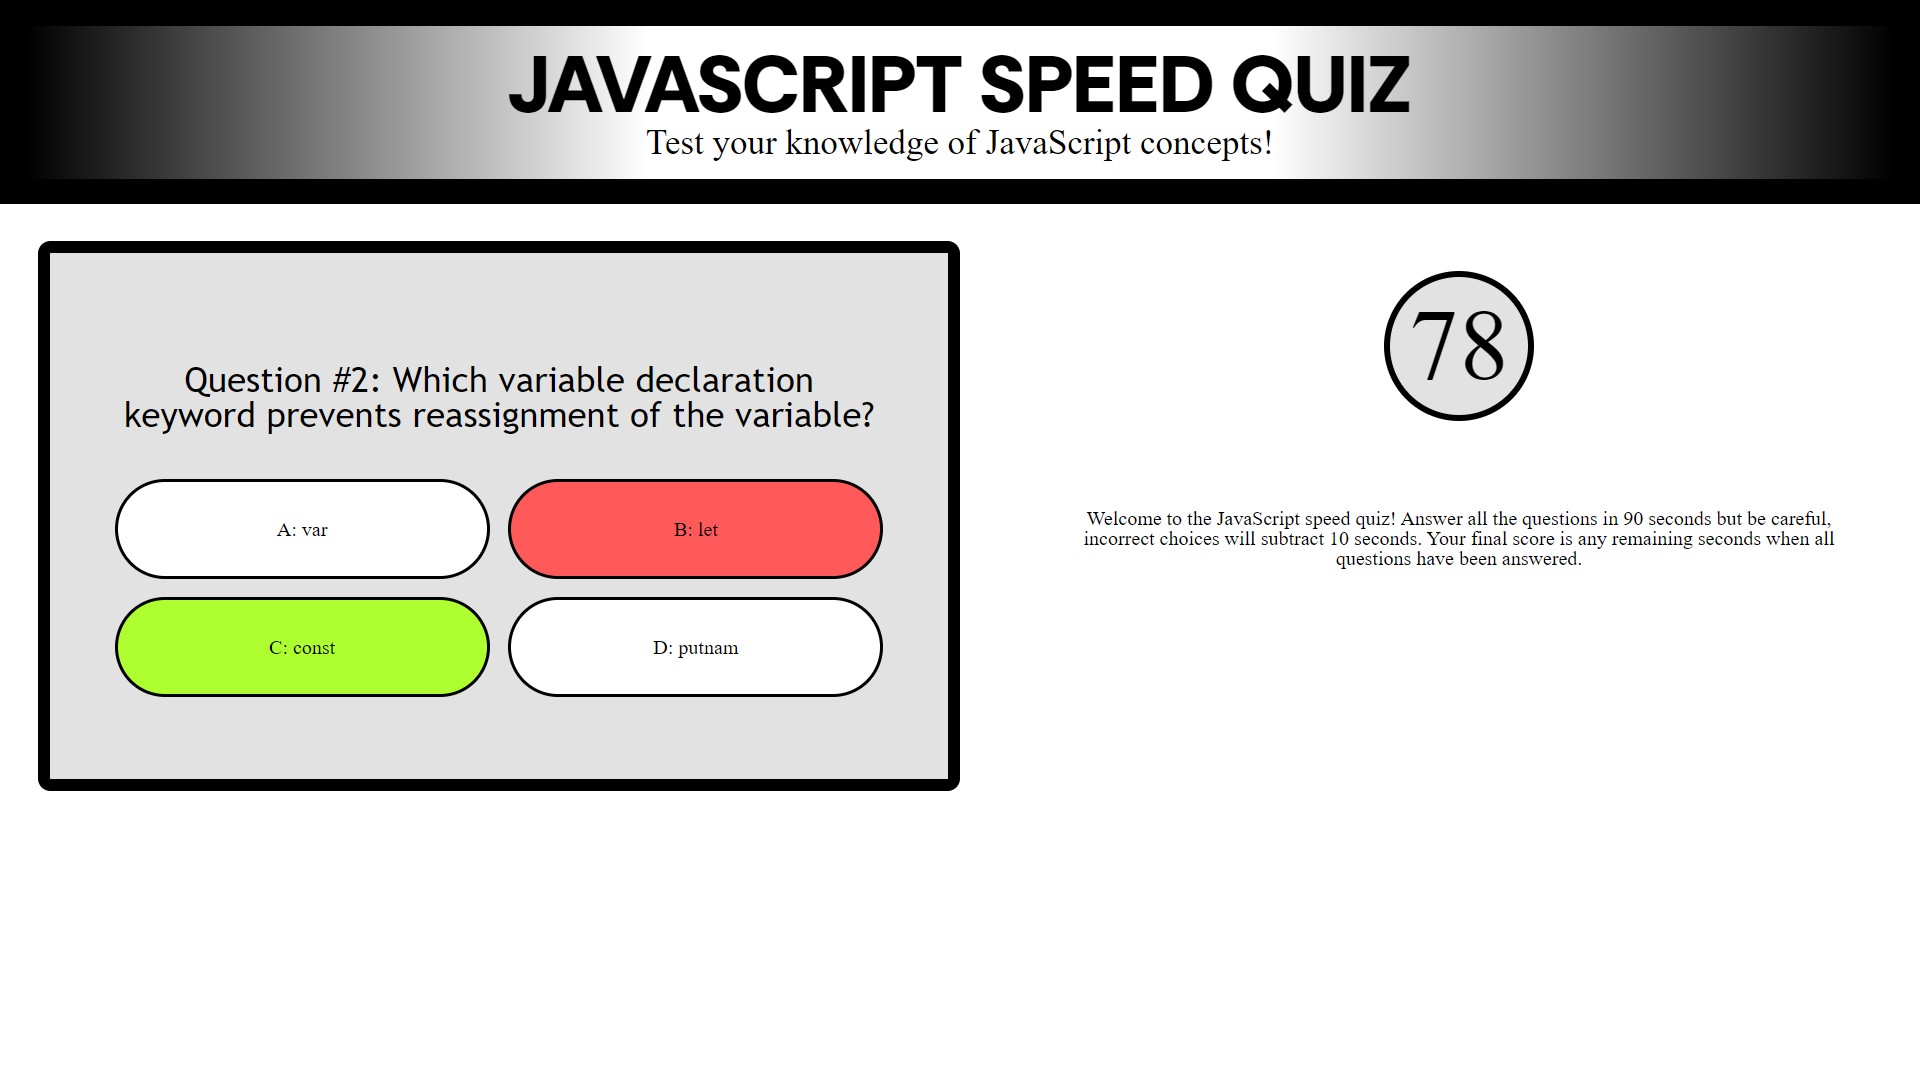 JAVASCRIPT SPEED QUIZ
Test your knowledge of JavaScript concepts!
Question #2: Which variable declaration
keyword prevents reassignment of the variable?
A: var
B: let
C: const
D: putnam
78
Welcome to the JavaScript speed quiz! Answer all the questions in 90 seconds but be careful,
incorrect choices will subtract 10 seconds. Your final score is any remaining seconds when all
questions have been answered.